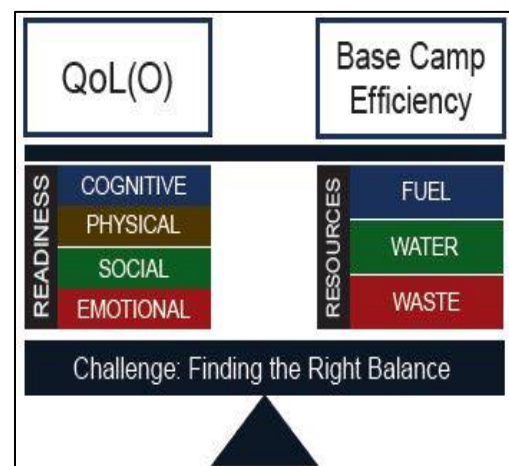 QoL(O)
Base Camp
Efficiency
READINESS
COGNITIVE
PHYSICAL
SOCIAL
EMOTIONAL
RESOURCES
FUEL
WATER
WASTE
Challenge: Finding the Right Balance